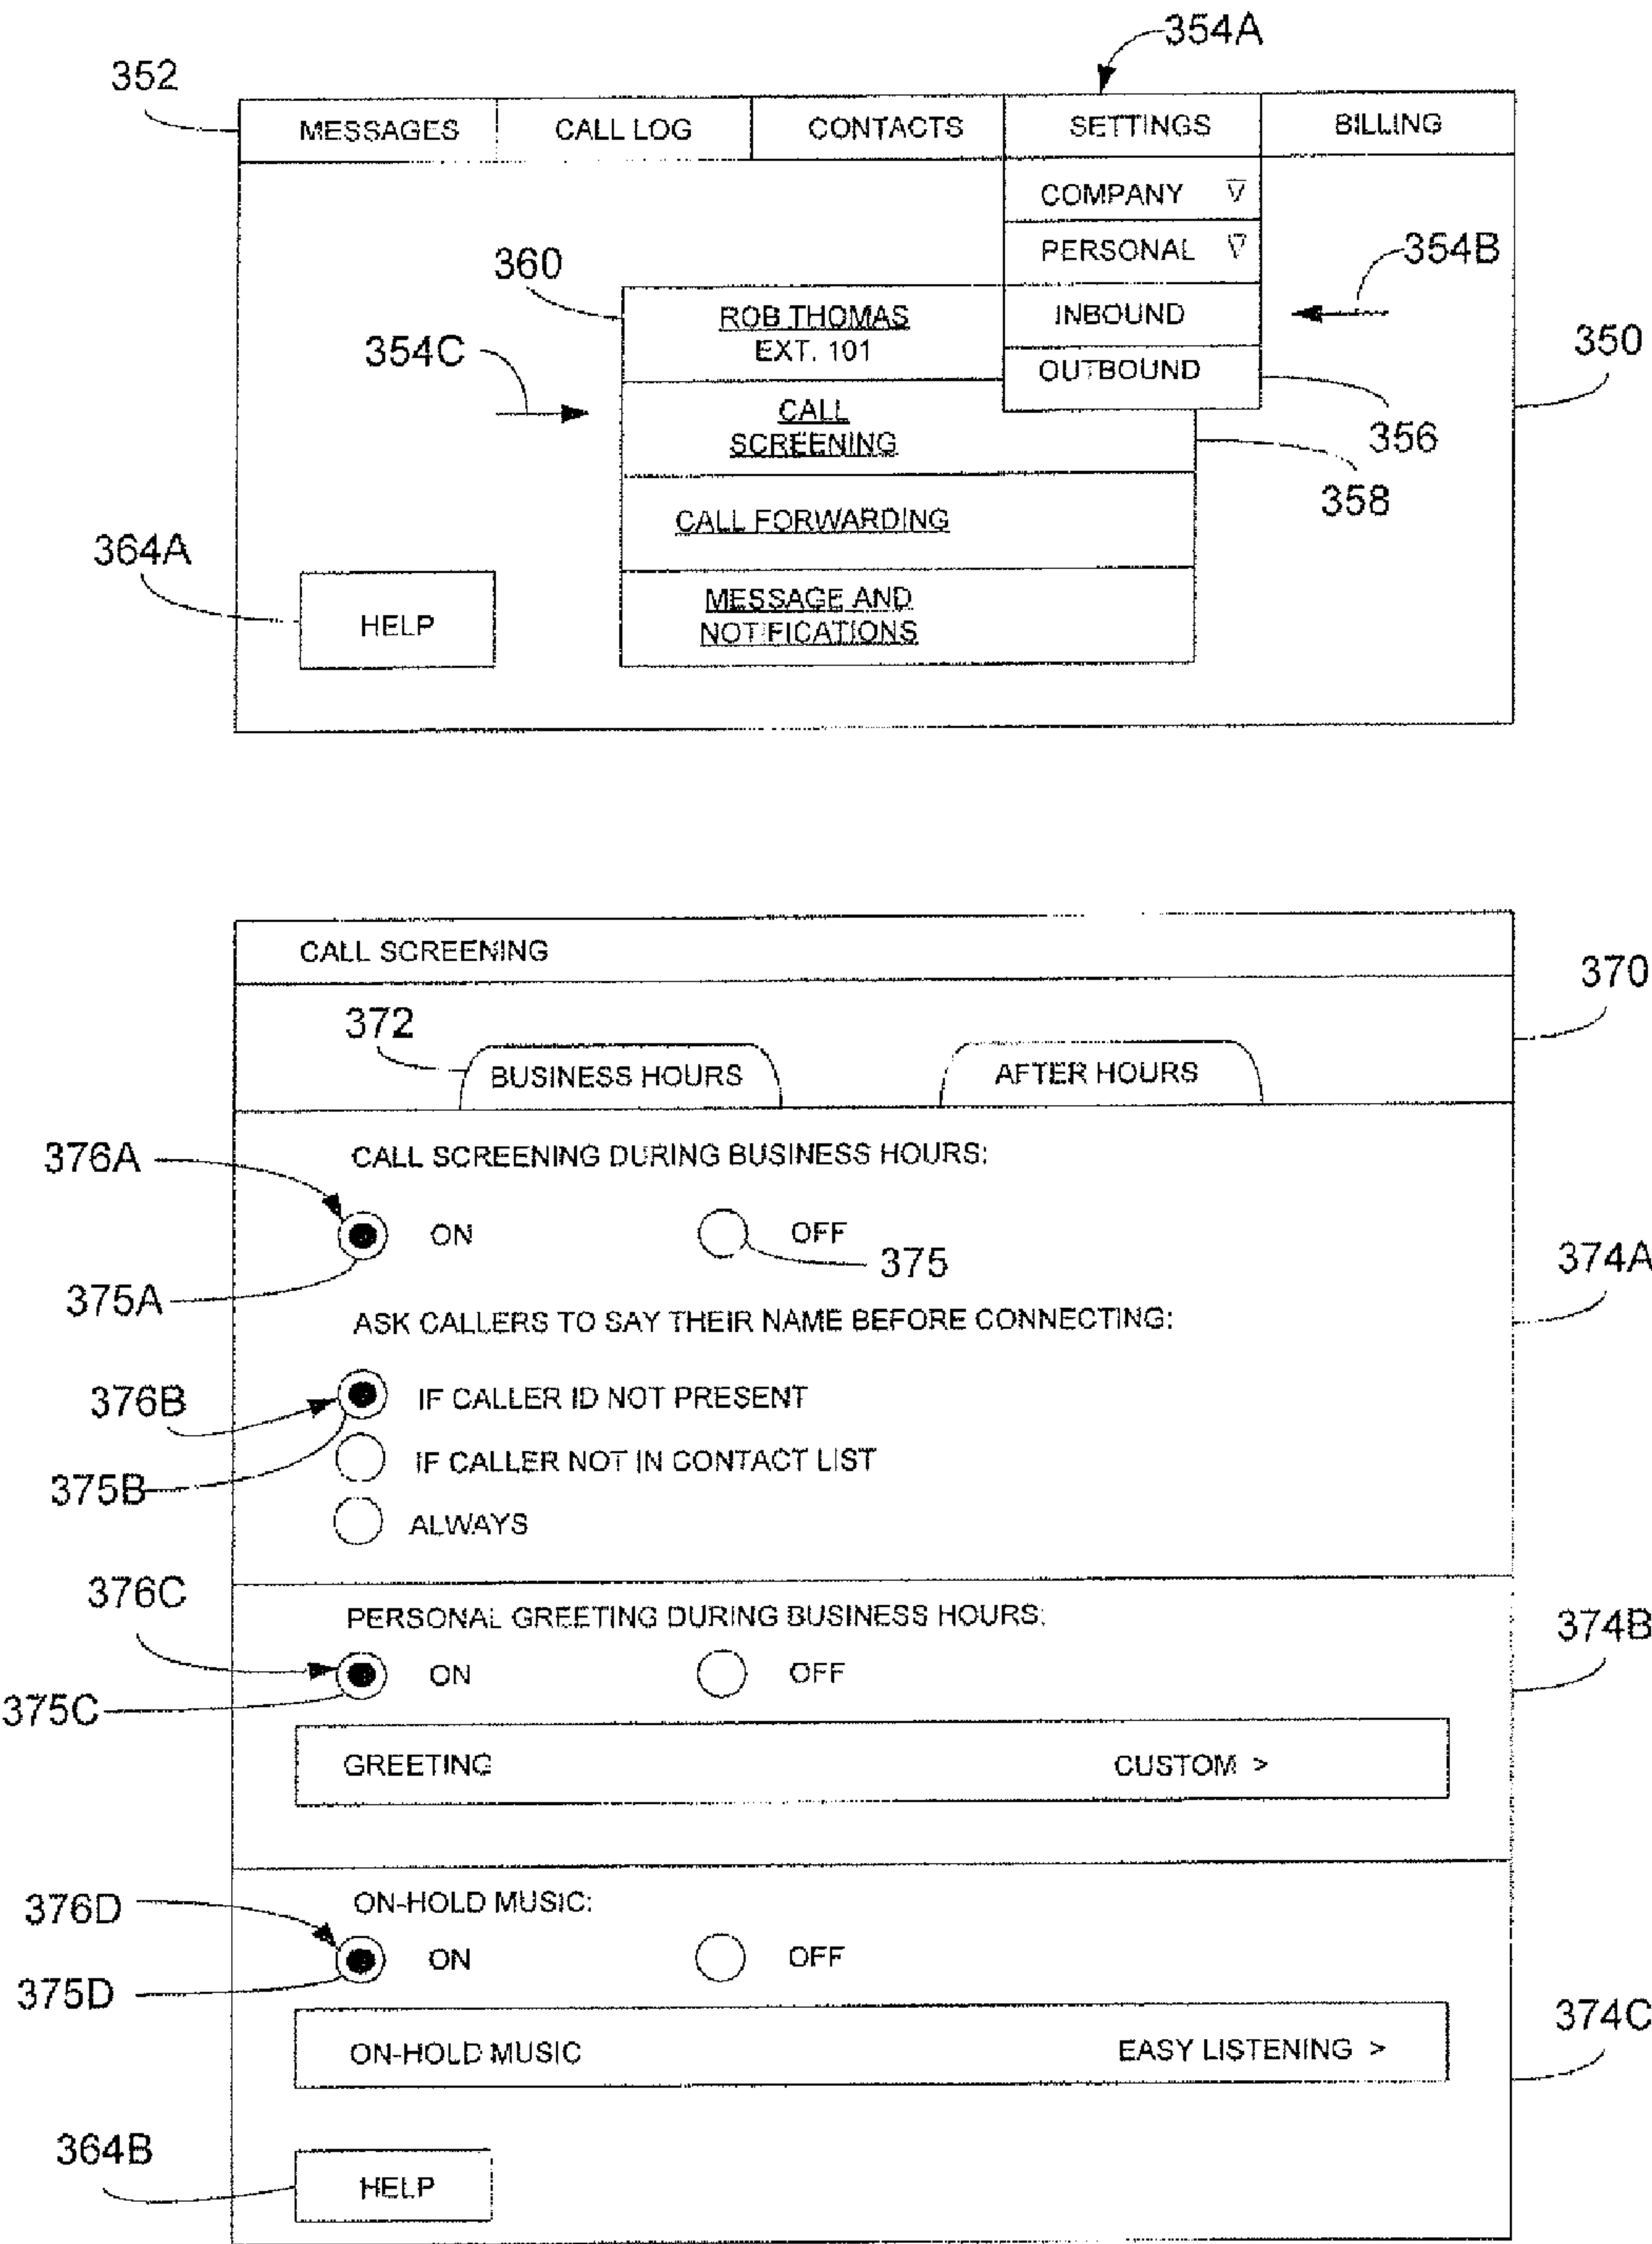 354A
352
MESSAGES CALL LOG CONTACTS SETTINGS BILLING
COMPANY ▽
PERSONAL ▽
354B
360
INBOUND
ROB THOMAS
EXT. 101
354C
350
OUTBOUND
CALL
SCREENING
356
358
CALL FORWARDING
364A
MESSAGE AND
NOTIFICATIONS
HELP
CALL SCREENING
370
372
BUSINESS HOURS AFTER HOURS
376A
CALL SCREENING DURING BUSINESS HOURS:
ON OFF
375
374A
375A
ASK CALLERS TO SAY THEIR NAME BEFORE CONNECTING:
376B
IF CALLER ID NOT PRESENT
IF CALLER NOT IN CONTACT LIST
375B
ALWAYS
376C
PERSONAL GREETING DURING BUSINESS HOURS:
374B
ON OFF
375C
GREETING CUSTOM >
376D
ON-HOLD MUSIC:
ON OFF
375D
374C
ON-HOLD MUSIC EASY LISTENING >
364B
HELP